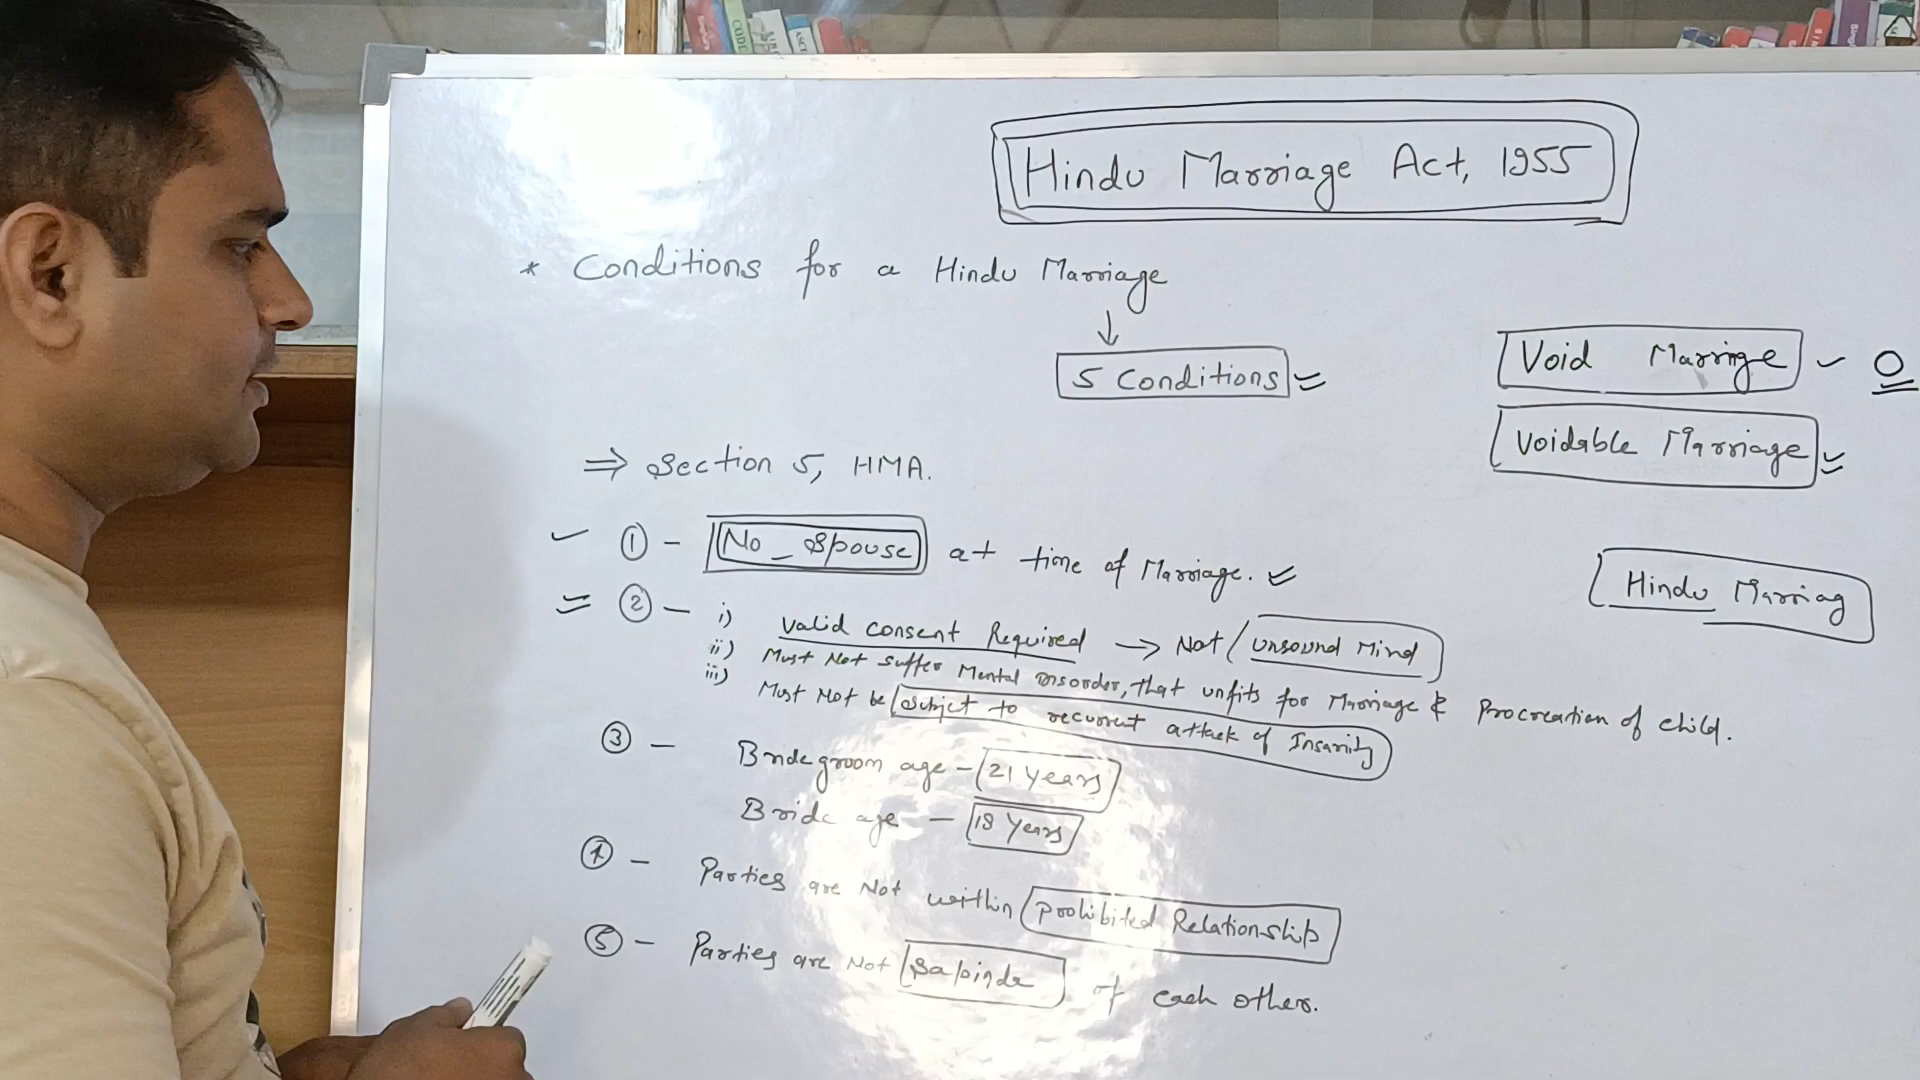 CODE
Hindu Marriage Act, 1955
* Conditions for a Hindu Marriage
↓
5 Conditions
Void Marriage
Voidable Marriage
⇒ Section 5, HMA.
① - No - Spouse at time of Marriage.
Hindu Marriag
② - i) Valid consent Required → Not Unsound Mind
ii) Must Not suffer Mental Disorder, that unfits for Marriage & Procreation of child.
iii) Must Not be subject to recurrent attack of Insanity
③ - Bridegroom age - 21 years
Bride age - 18 years
④ - Parties are Not within prohibited Relationship
⑤ - Parties are Not Sapinda of each others.